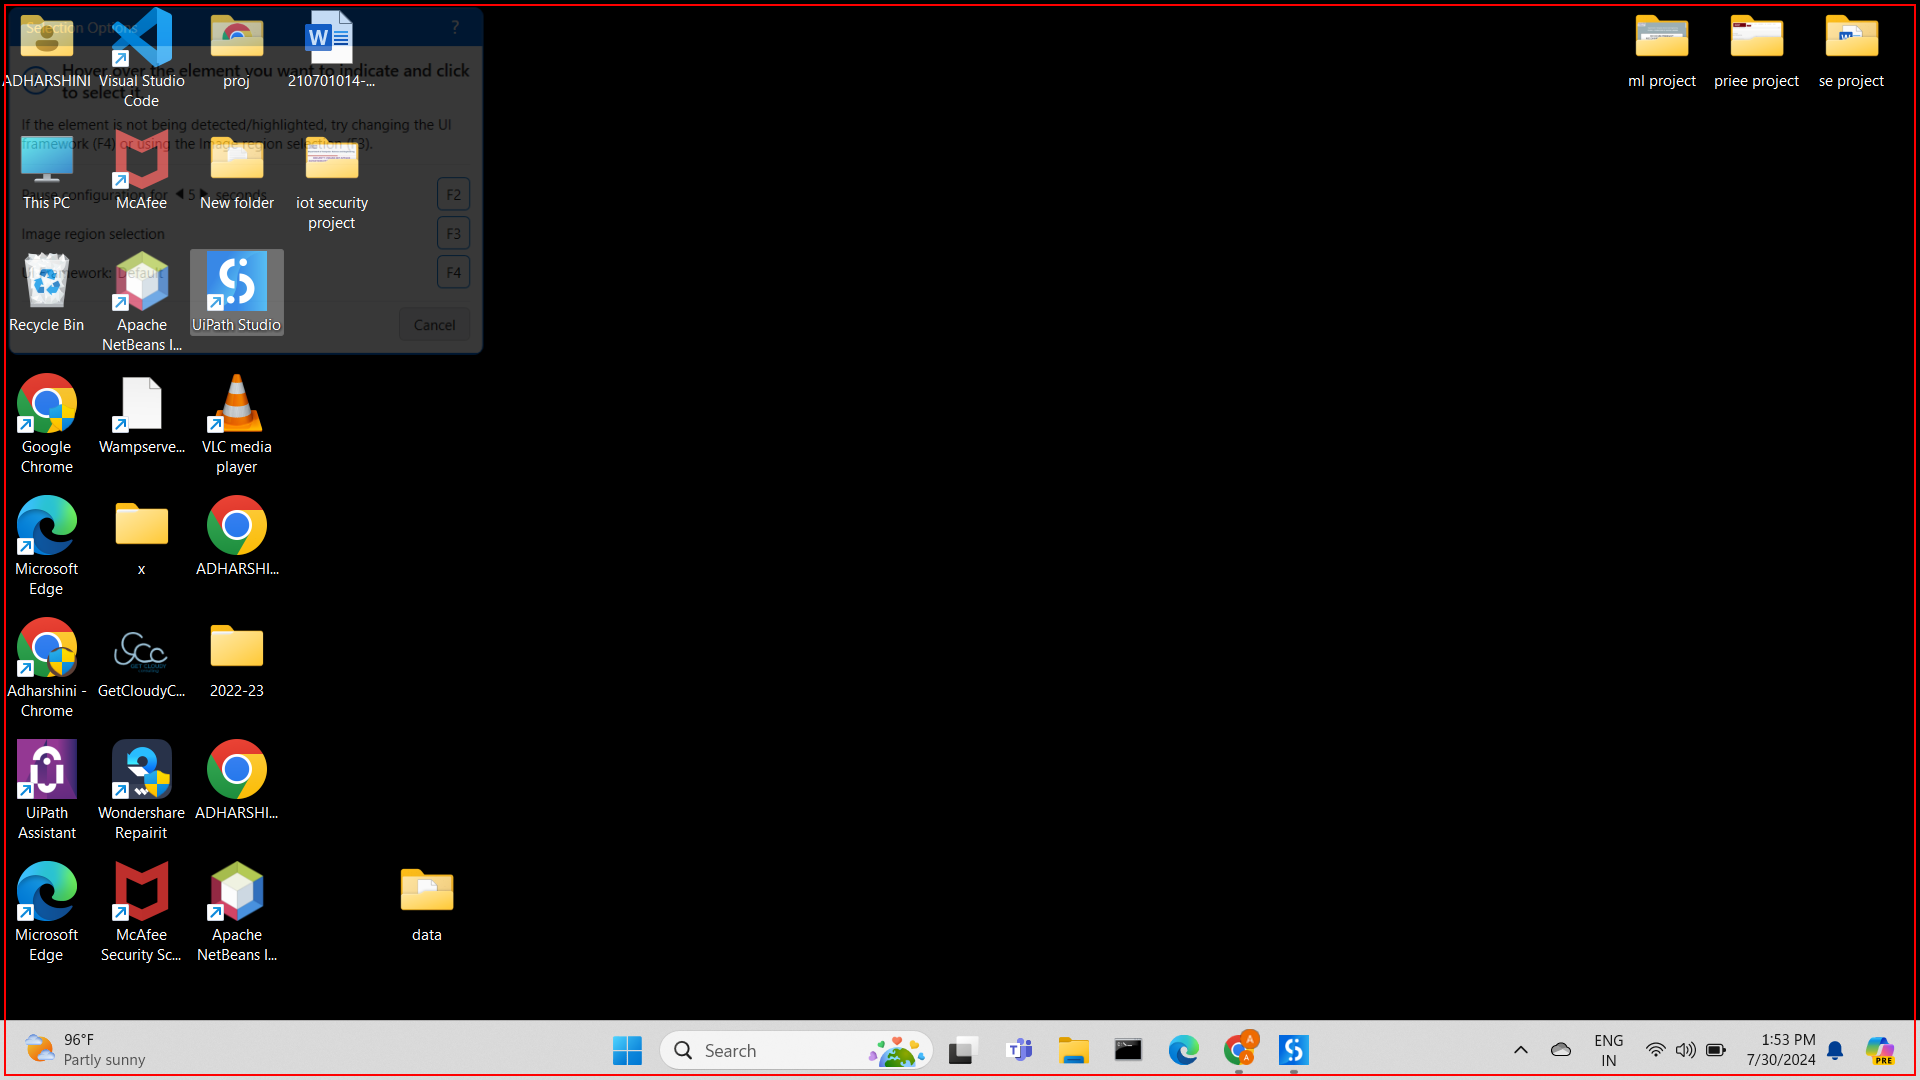 Selection Options
?
Hover over the element you want to indicate and click
to select it
If the element is not being detected/highlighted, try changing the UI
framework (F4) or using the Image region selection (F3).
Pause configuration for 5 seconds
F2
Image region selection
F3
UI Framework: Default
F4
Cancel
ADHARSHINI
Visual Studio
Code
proj
210701014-...
ml project
priee project
se project
This PC
McAfee
New folder
iot security
project
Recycle Bin
Apache
NetBeans I...
UiPath Studio
Google
Chrome
Wampserve...
VLC media
player
Microsoft
Edge
x
ADHARSHI...
Adharshini -
Chrome
GetCloudyC...
2022-23
UiPath
Assistant
Wondershare
Repairit
ADHARSHI...
Microsoft
Edge
McAfee
Security Sc...
Apache
NetBeans I...
data
96°F
Partly sunny
Search
ENG
IN
1:53 PM
7/30/2024
PRE